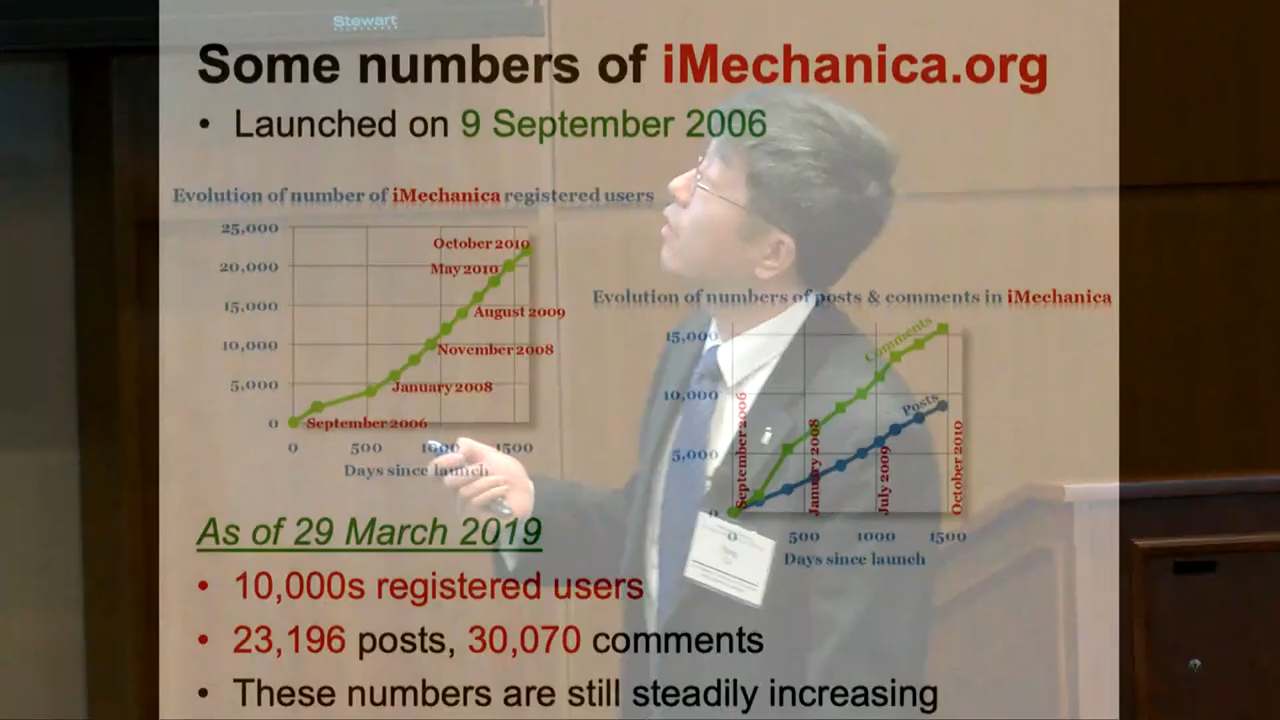 Stewart
Some numbers of iMechanica.org
• Launched on 9 September 2006
Evolution of number of iMechanica registered users
25,000
20,000
15,000
10,000
5,000
0
October 2010
May 2010
August 2009
November 2008
January 2008
September 2006
0 500 1000 1500
Days since launch
Evolution of numbers of posts & comments in iMechanica
15,000
10,000
5,000
0
Comments
Posts
September 2006
January 2008
July 2009
October 2010
0 500 1000 1500
Days since launch
As of 29 March 2019
• 10,000s registered users
• 23,196 posts, 30,070 comments
• These numbers are still steadily increasing